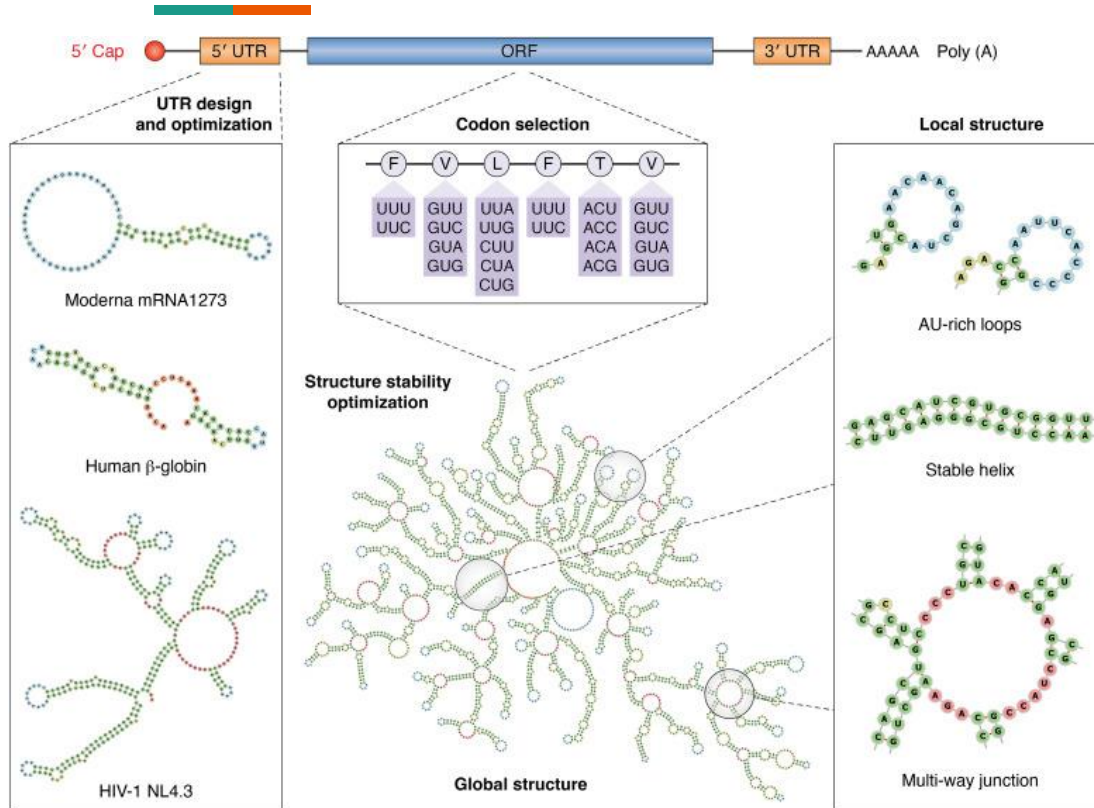 5′ Cap
5′ UTR
ORF
3′ UTR
AAAAA
Poly (A)
UTR design
and optimization
Moderna mRNA1273
Human β-globin
HIV-1 NL4.3
Codon selection
F V L F T V
UUU GUU UUA UUU ACU GUU
UUC GUC UUG UUC ACC GUC
GUA CUU ACA GUA
GUG CUA ACG GUG
CUG
Structure stability
optimization
Global structure
Local structure
AU-rich loops
GAGCAUCGUGCGGUU
CUUGAGGGCGUCCAA
Stable helix
Multi-way junction